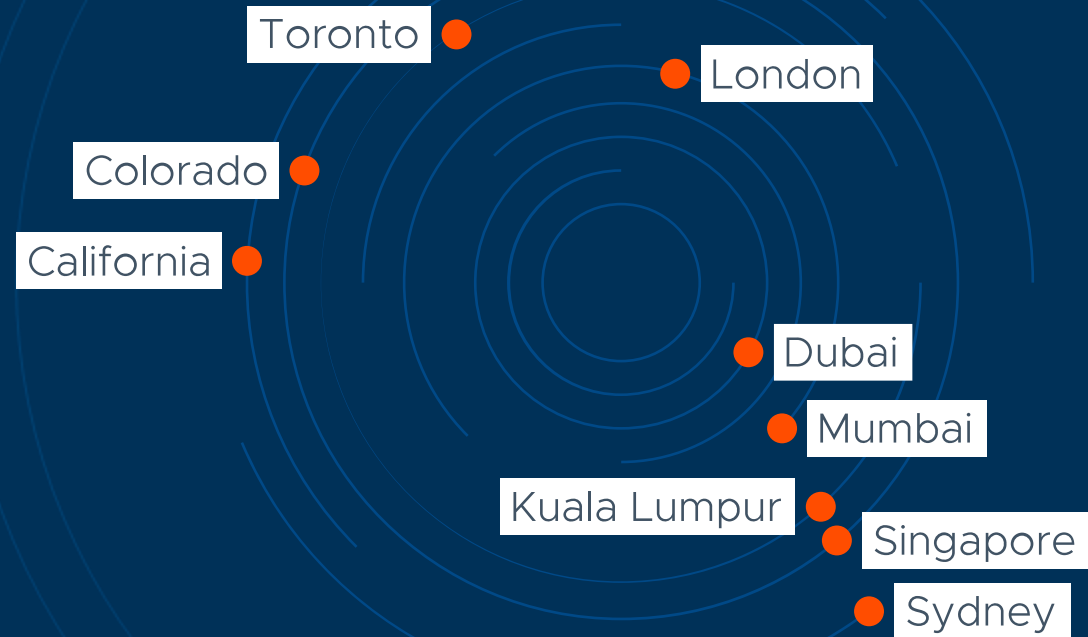 Toronto
London
Colorado
California
Dubai
Mumbai
Kuala Lumpur
Singapore
Sydney